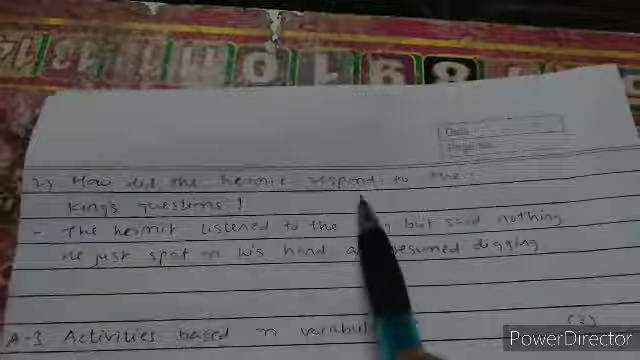 2) How did the hermit respond to the
King's questions?
- The hermit listened to the but said nothing
He just spat on his hand resumed digging
A-3 Activities based on vocabul (2)
Date
Page No.
PowerDirector